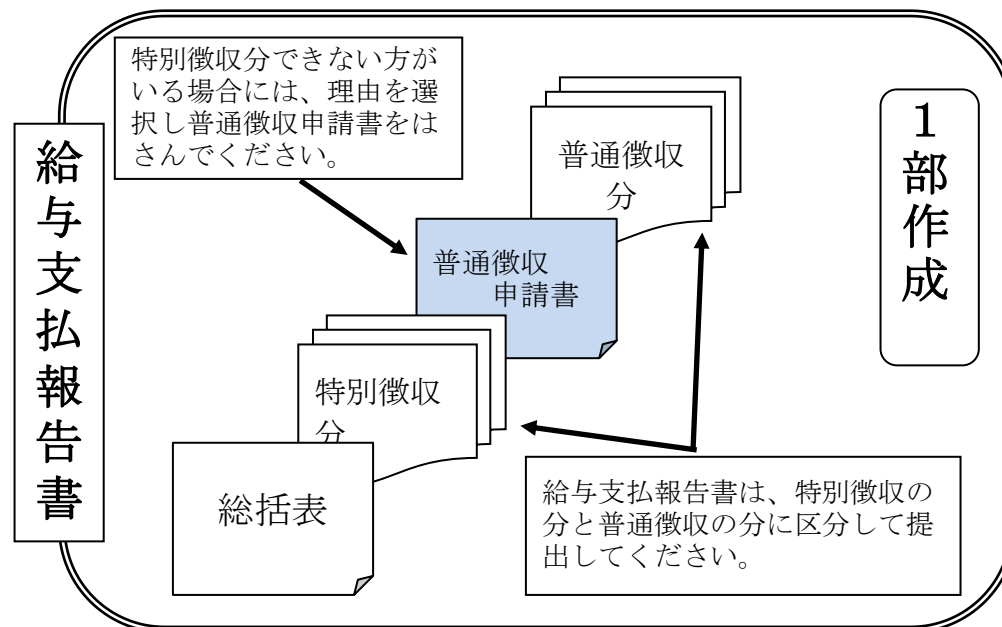 給与支払報告書
特別徴収分できない方が
いる場合には、理由を選
択し普通徴収申請書をは
さんでください。
普通徴収
分
1部作成
普通徴収
申請書
特別徴収
分
総括表
給与支払報告書は、特別徴収の
分と普通徴収の分に区分して提
出してください。